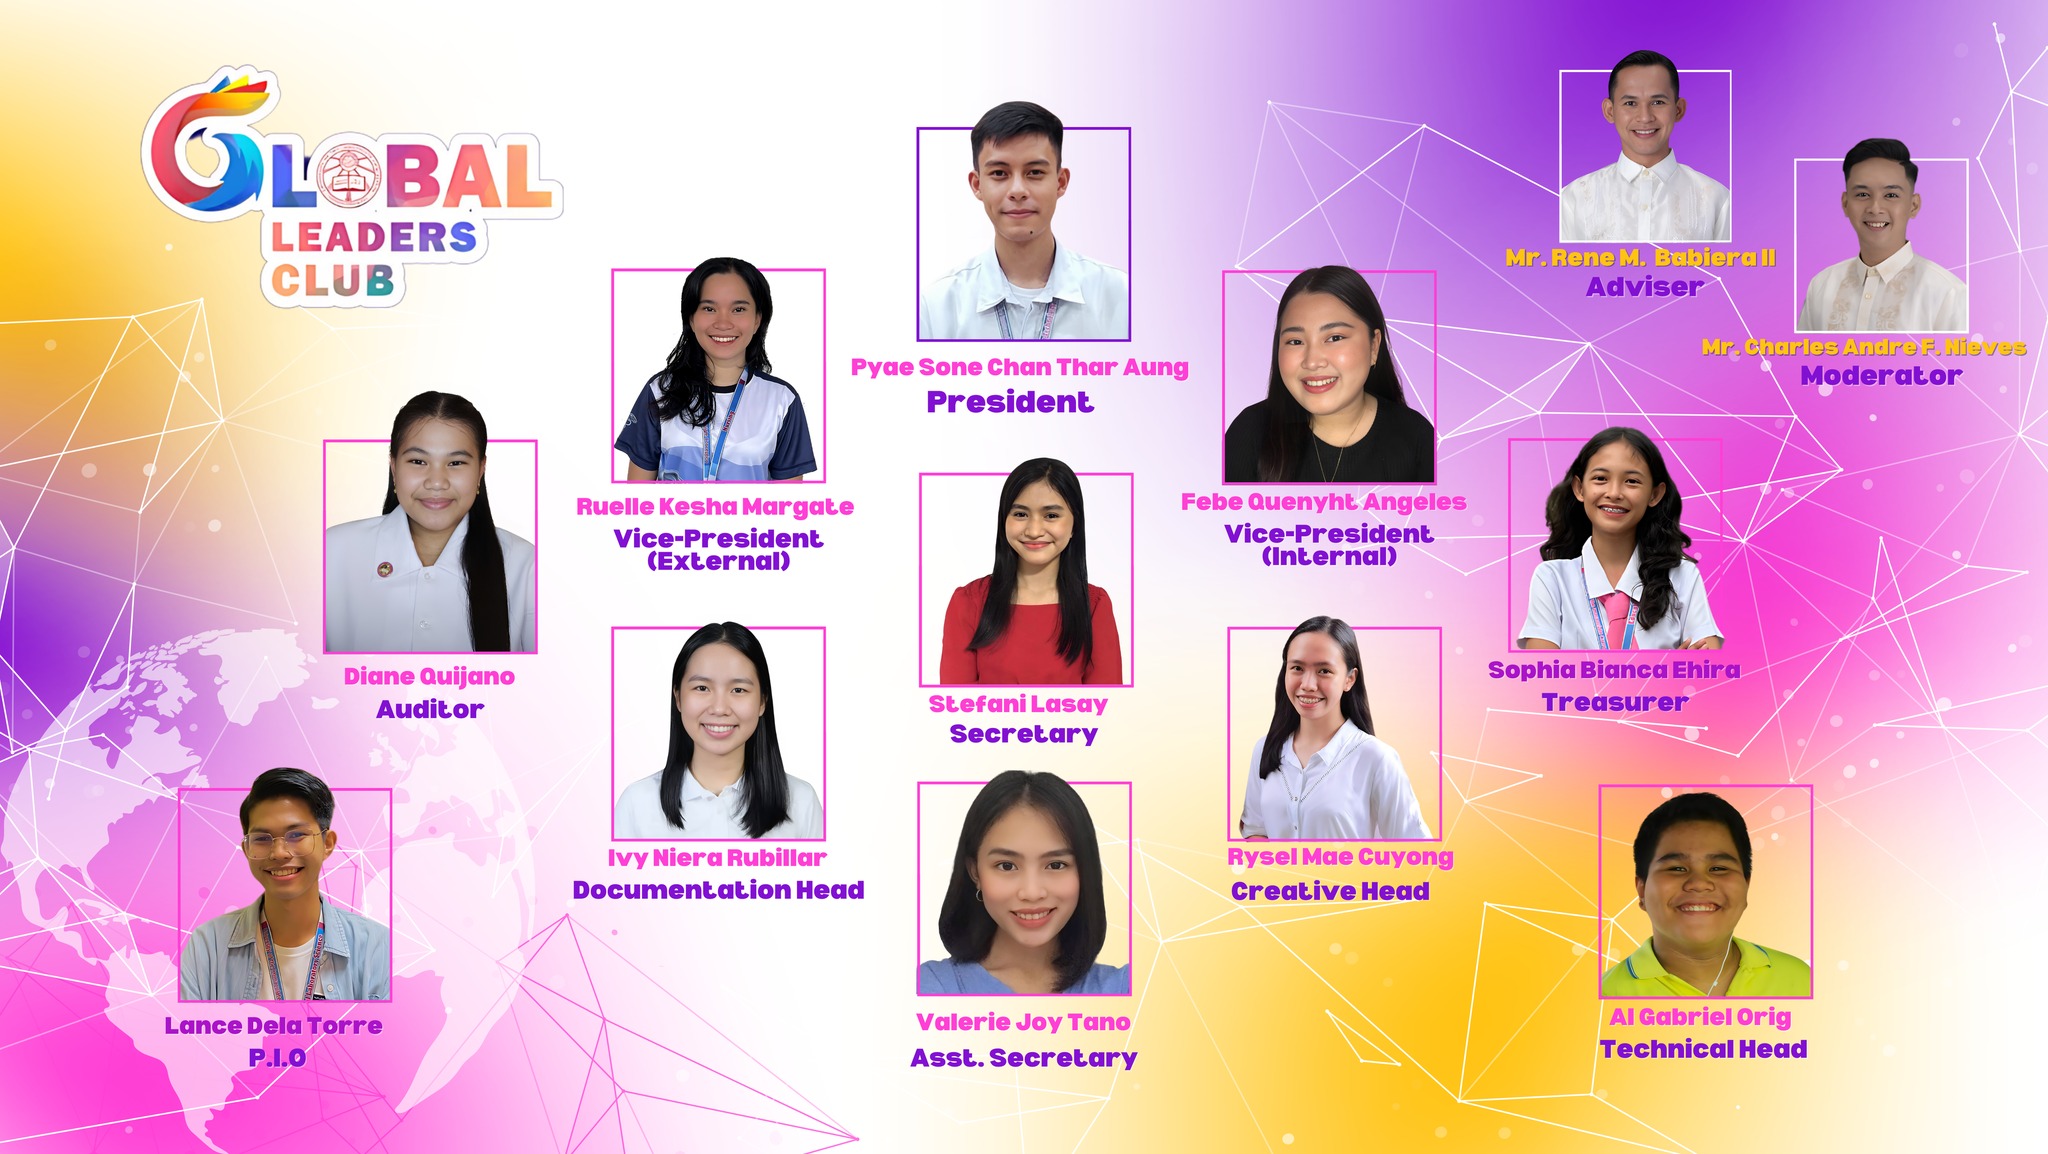 GLOBAL
LEADERS
CLUB
Pyae Sone Chan Thar Aung
President
Mr. Rene M. Babiera II
Adviser
Mr. Charles Andre F. Nieves
Moderator
Ruelle Kesha Margate
Vice-President
(External)
Febe Quenyht Angeles
Vice-President
(Internal)
Diane Quijano
Auditor
Stefani Lasay
Secretary
Sophia Bianca Ehira
Treasurer
Ivy Niera Rubillar
Documentation Head
Rysel Mae Cuyong
Creative Head
Lance Dela Torre
P.I.O
Valerie Joy Tano
Asst. Secretary
Al Gabriel Orig
Technical Head